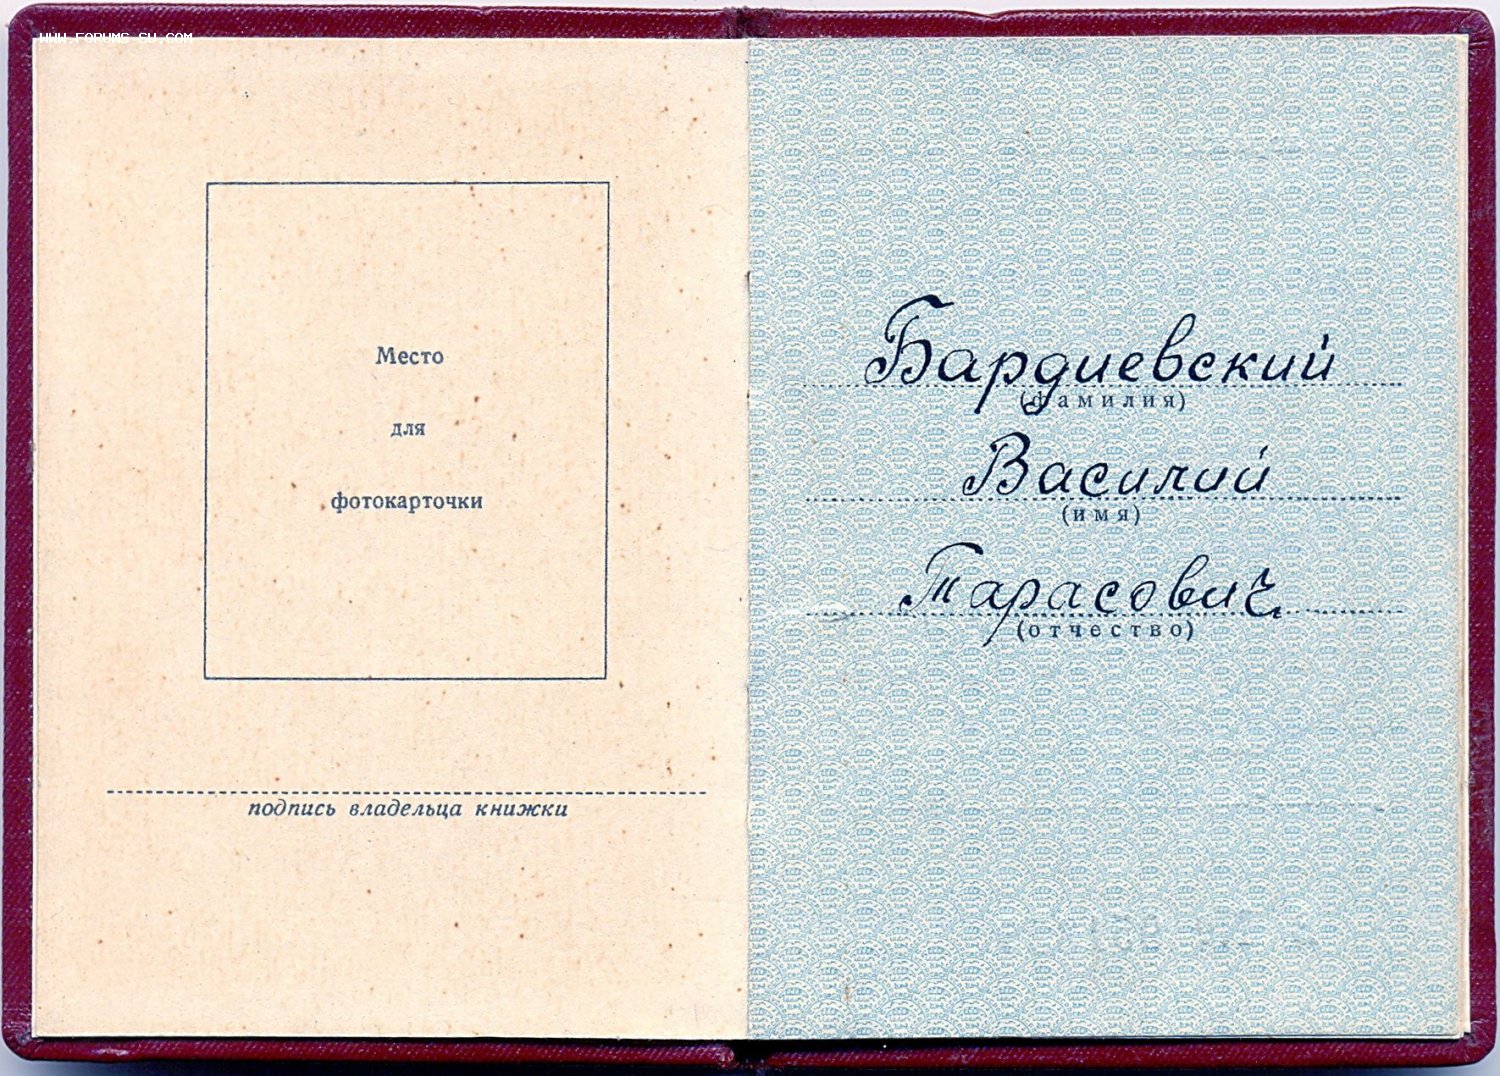 WWW.FORUMS-SU.COM
Место
для
фотокарточки
подпись владельца книжки
Бардиевский
(фамилия)
Василий
(имя)
Тарасович
(отчество)